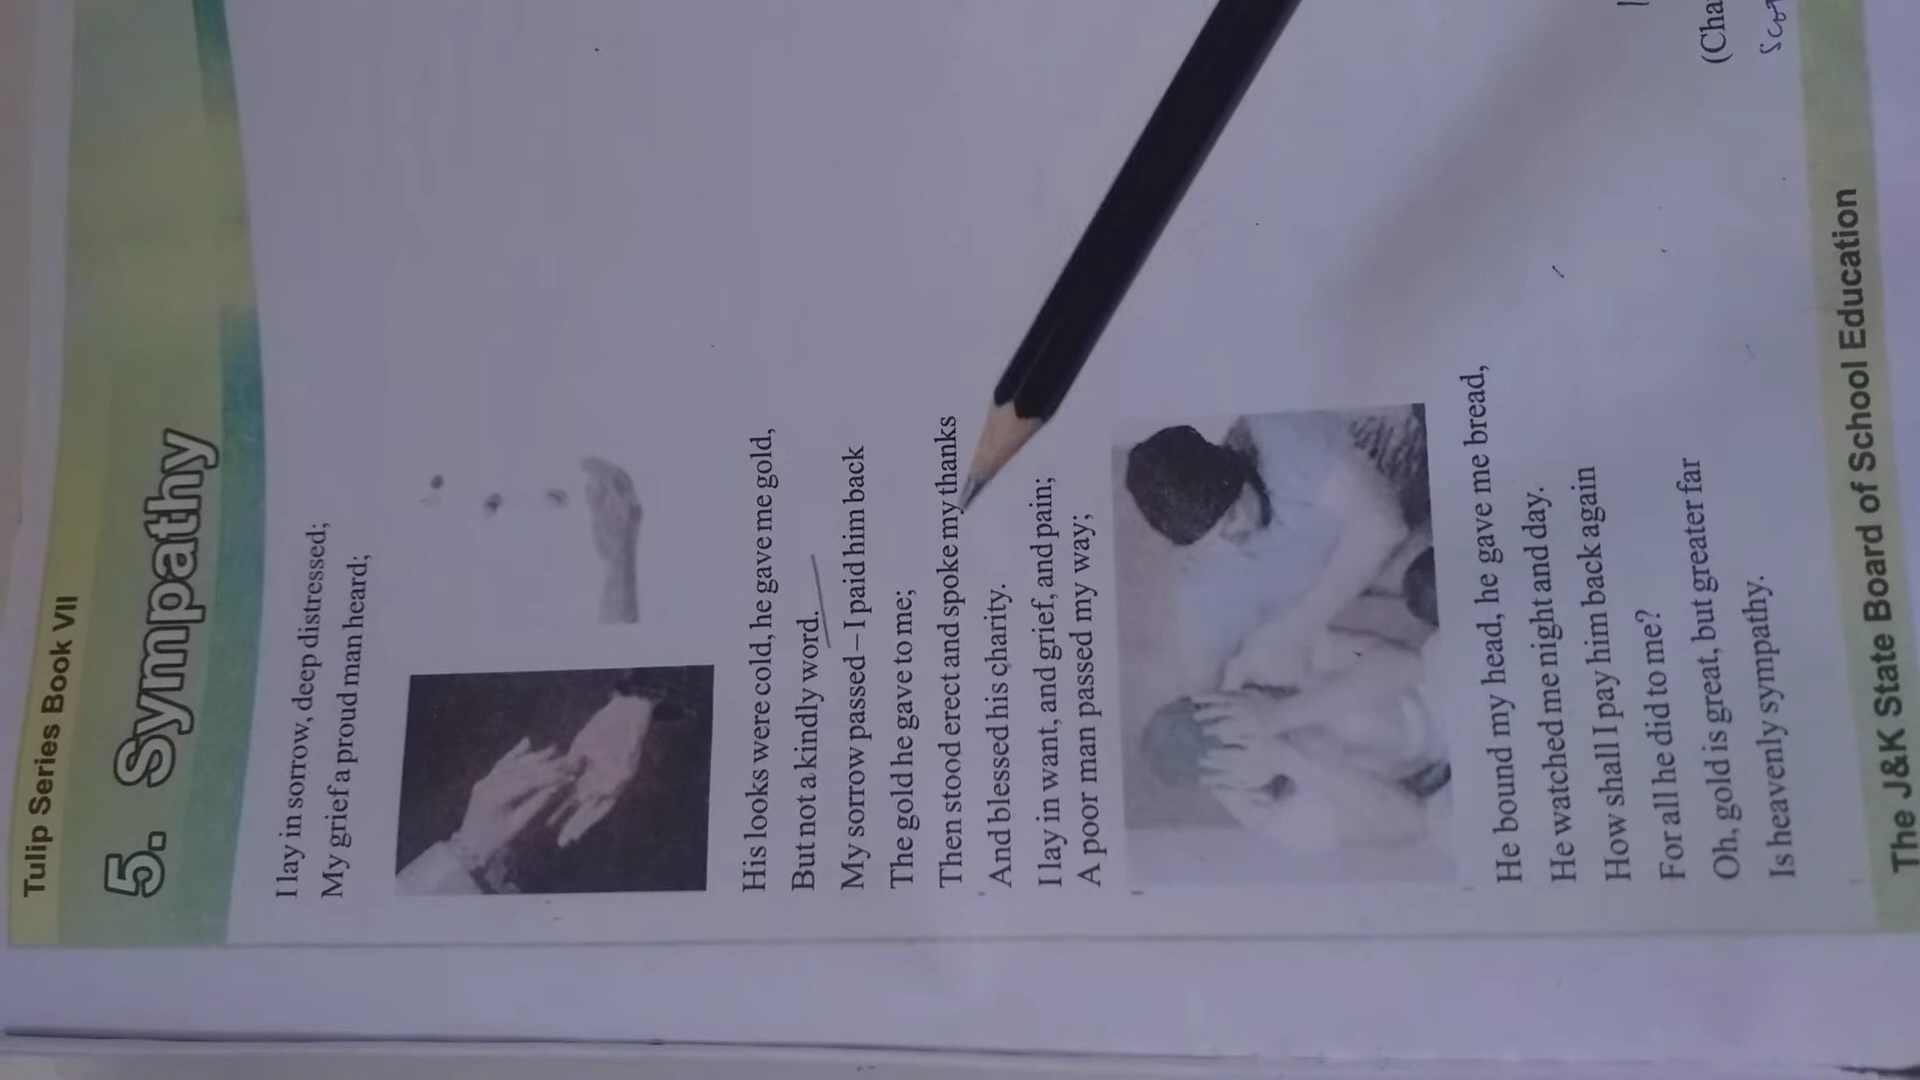 Tulip Series Book VII
5. Sympathy
I lay in sorrow, deep distressed;
My grief a proud man heard;
His looks were cold, he gave me gold,
But not a kindly word.
My sorrow passed – I paid him back
The gold he gave to me;
Then stood erect and spoke my thanks
And blessed his charity.
I lay in want, and grief, and pain;
A poor man passed my way;
He bound my head, he gave me bread,
He watched me night and day.
How shall I pay him back again
For all he did to me?
Oh, gold is great, but greater far
Is heavenly sympathy.
(Cha
The J&K State Board of School Education